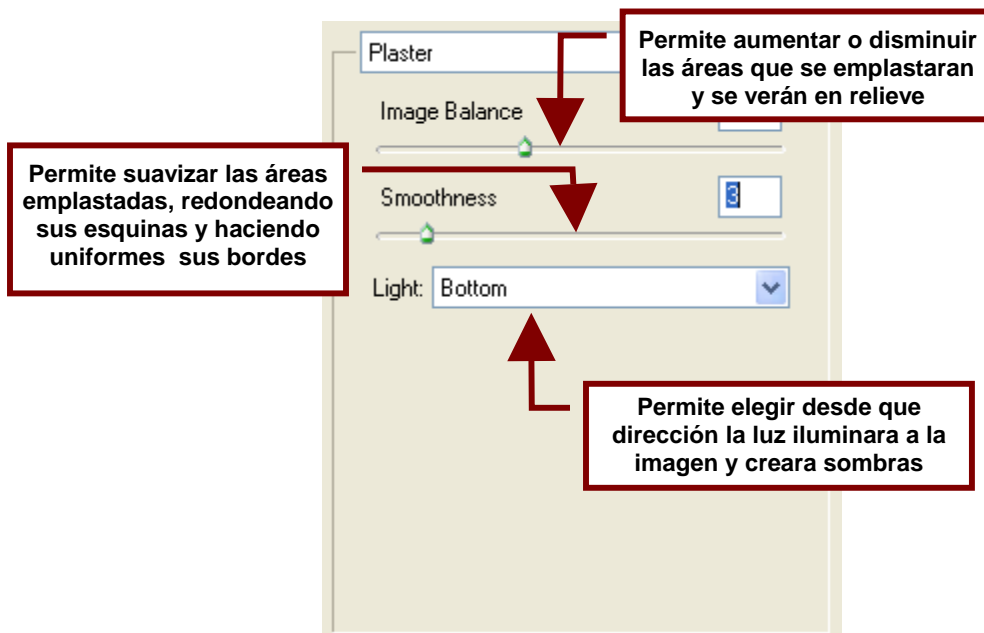 Plaster
Permite aumentar o disminuir
las áreas que se emplastaran
y se verán en relieve
Image Balance
Permite suavizar las áreas
emplastadas, redondeando
sus esquinas y haciendo
uniformes sus bordes
Smoothness
3
Light: Bottom
Permite elegir desde que
dirección la luz iluminara a la
imagen y creara sombras